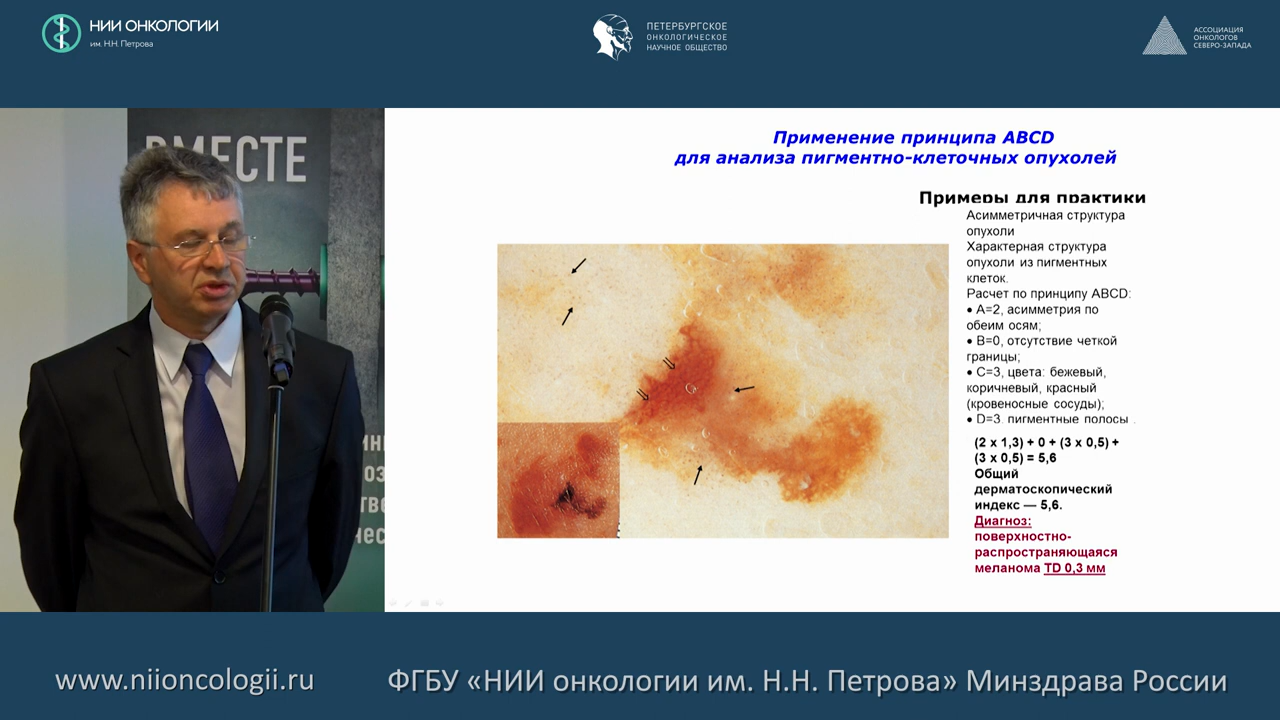 НИИ ОНКОЛОГИИ
им. Н.Н. Петрова
ПЕТЕРБУРГСКОЕ
ОНКОЛОГИЧЕСКОЕ
НАУЧНОЕ ОБЩЕСТВО
АССОЦИАЦИЯ
ОНКОЛОГОВ
СЕВЕРО-ЗАПАДА
ВМЕСТЕ
Применение принципа ABCD
для анализа пигментно-клеточных опухолей
Примеры для практики
Асимметричная структура
опухоли
Характерная структура
опухоли из пигментных
клеток.
Расчет по принципу ABCD:
• A=2, асимметрия по
обеим осям;
• B=0, отсутствие четкой
границы;
• C=3, цвета: бежевый,
коричневый, красный
(кровеносные сосуды);
• D=3, пигментные полосы .
(2 x 1,3) + 0 + (3 x 0,5) +
(3 x 0,5) = 5,6
Общий
дерматоскопический
индекс — 5,6.
Диагноз:
поверхностно-
распространяющаяся
меланома TD 0,3 мм
www.niioncologii.ru
ФГБУ «НИИ онкологии им. Н.Н. Петрова» Минздрава России